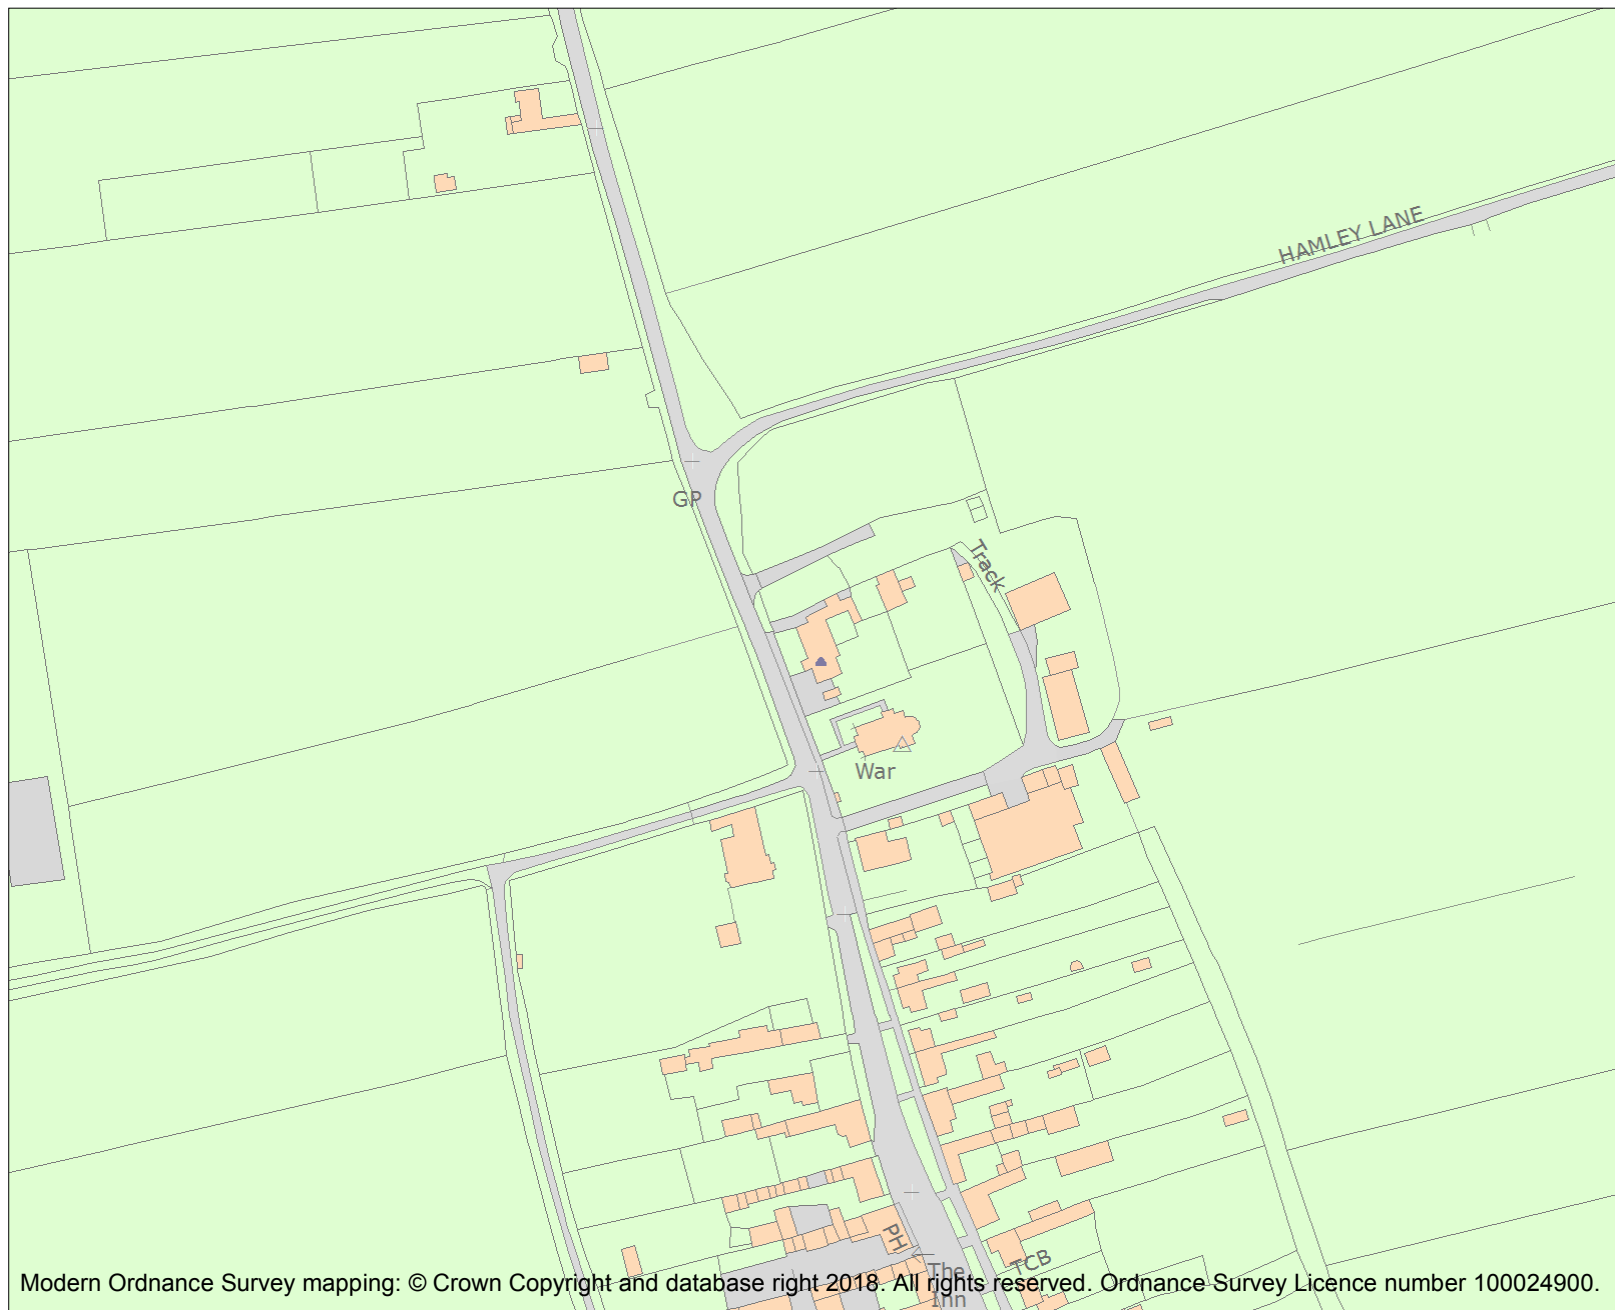 HAMLEY LANE
GP
Track
War
PH
TCB
The
Inn
Modern Ordnance Survey mapping: © Crown Copyright and database right 2018. All rights reserved. Ordnance Survey Licence number 100024900.